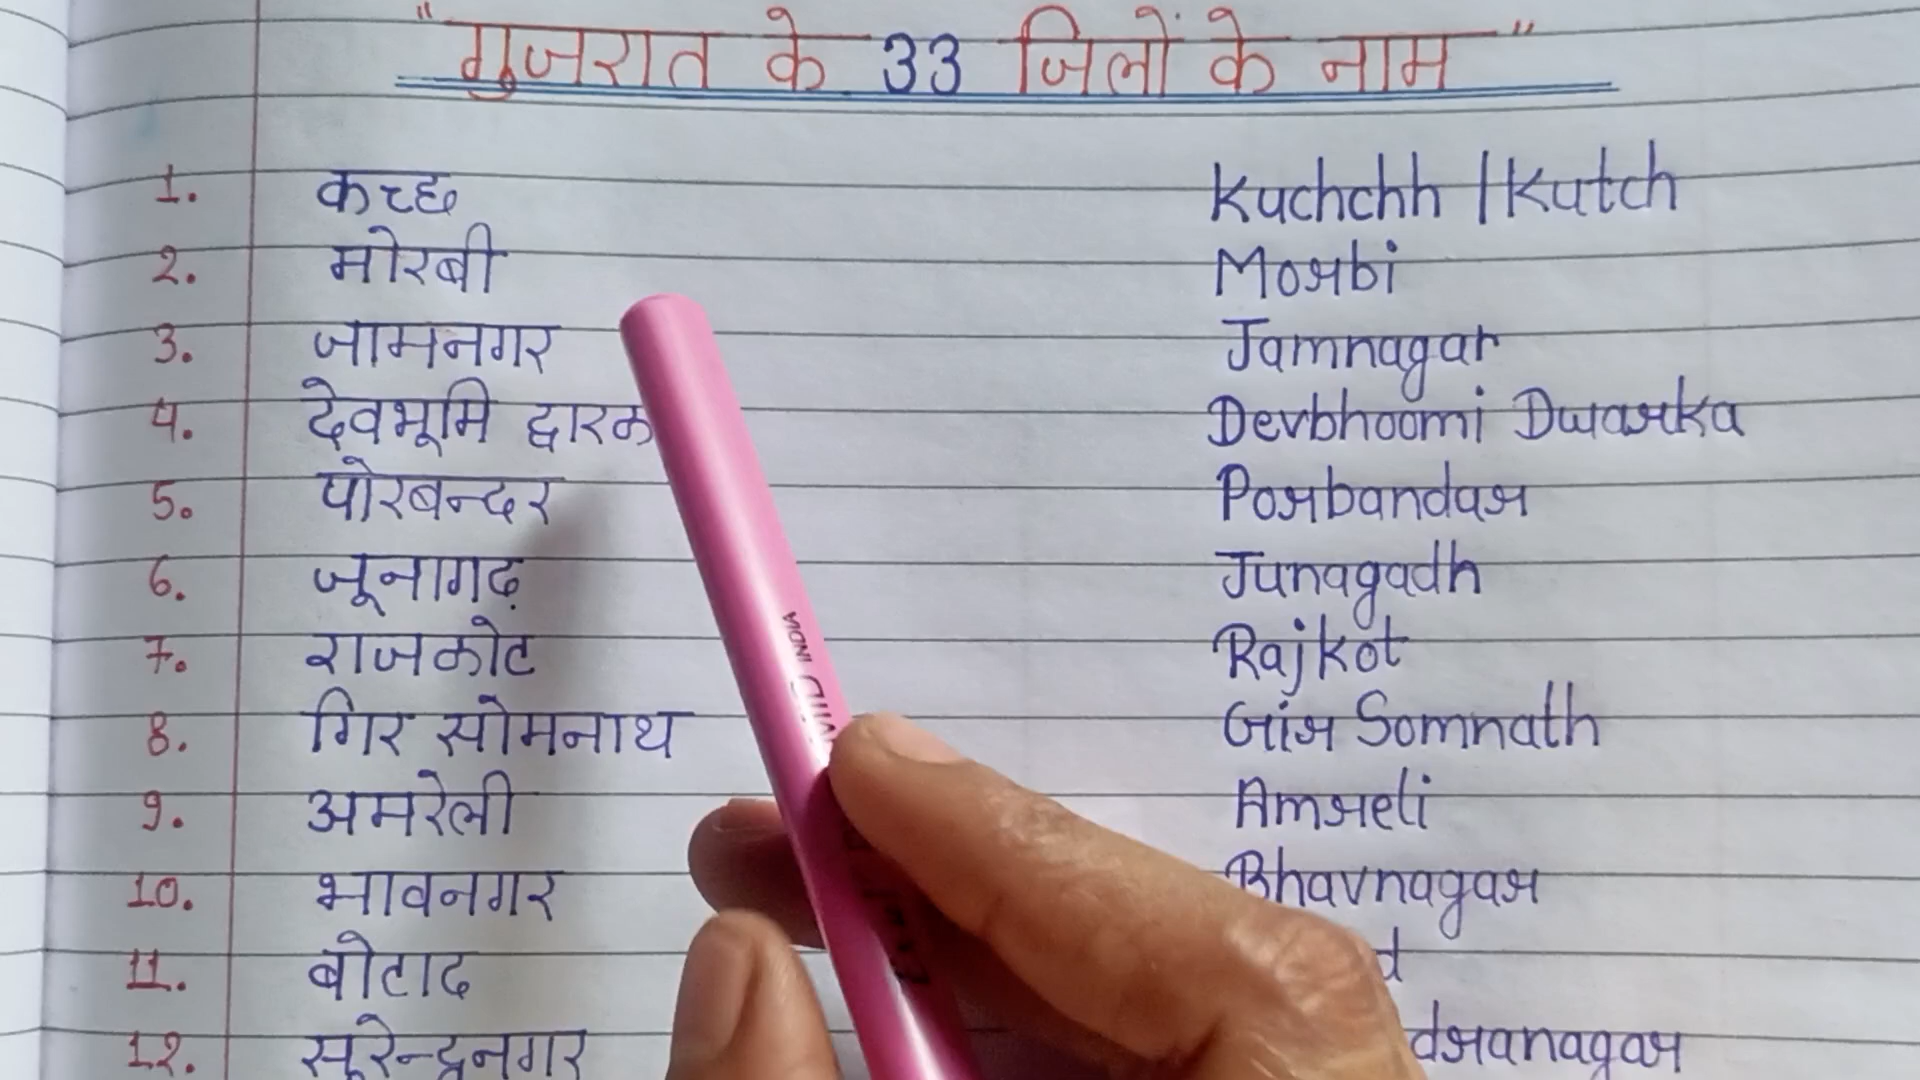 "गुजरात के 33 जिलों के नाम"
1. कच्छ Kuchchh / Kutch
2. मोरबी Morbi
3. जामनगर Jamnagar
4. देवभूमि द्वारक Devbhoomi Dwarka
5. पोरबन्दर Porbandar
6. जूनागढ़ Junagadh
7. राजकोट Rajkot
8. गिर सोमनाथ Gir Somnath
9. अमरेली Amreli
10. भावनगर Bhavnagar
11. बोटाद d
12. सूरेन्द्रनगर dranagar
INDIA